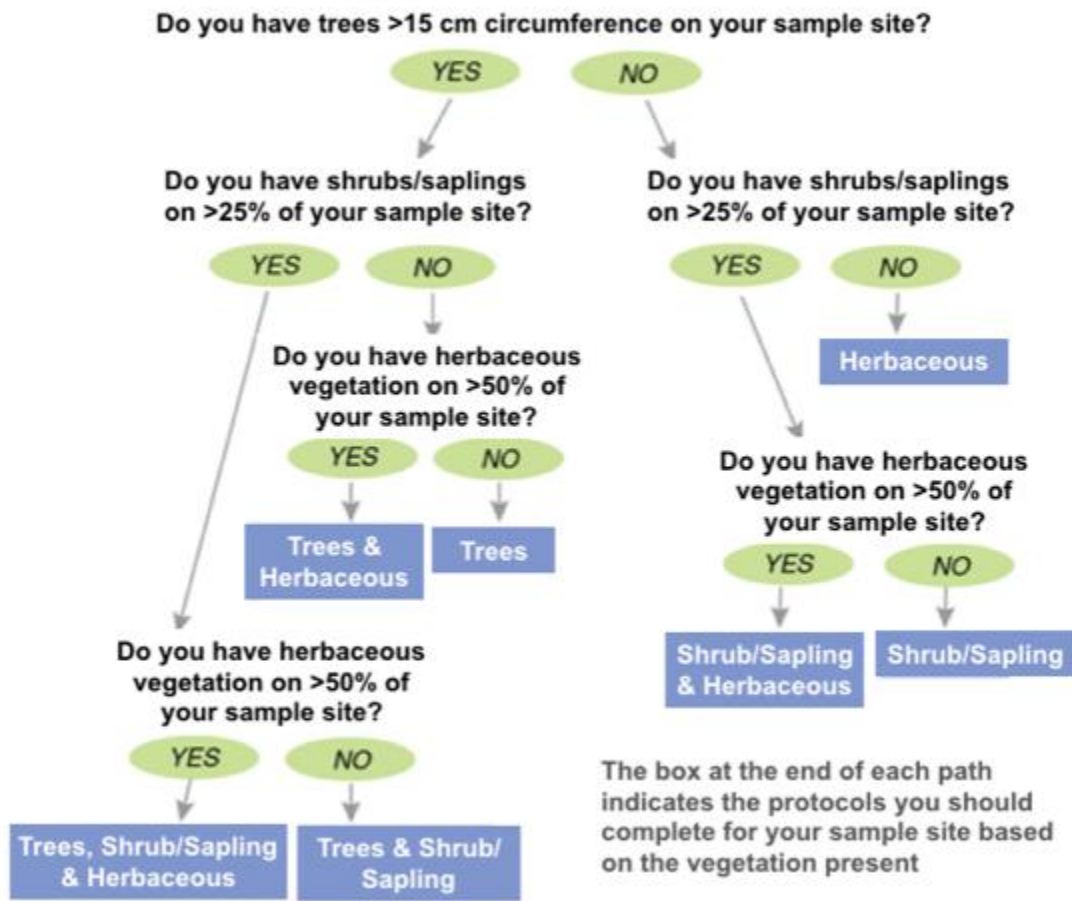 Do you have trees >15 cm circumference on your sample site?
YES
NO
Do you have shrubs/saplings
on >25% of your sample site?
YES
NO
Do you have herbaceous
vegetation on >50% of
your sample site?
YES
NO
Trees &
Herbaceous
Trees
Do you have herbaceous
vegetation on >50% of
your sample site?
YES
NO
Trees, Shrub/Sapling
& Herbaceous
Trees & Shrub/
Sapling
Do you have shrubs/saplings
on >25% of your sample site?
YES
NO
Herbaceous
Do you have herbaceous
vegetation on >50% of
your sample site?
YES
NO
Shrub/Sapling
& Herbaceous
Shrub/Sapling
The box at the end of each path
indicates the protocols you should
complete for your sample site based
on the vegetation present